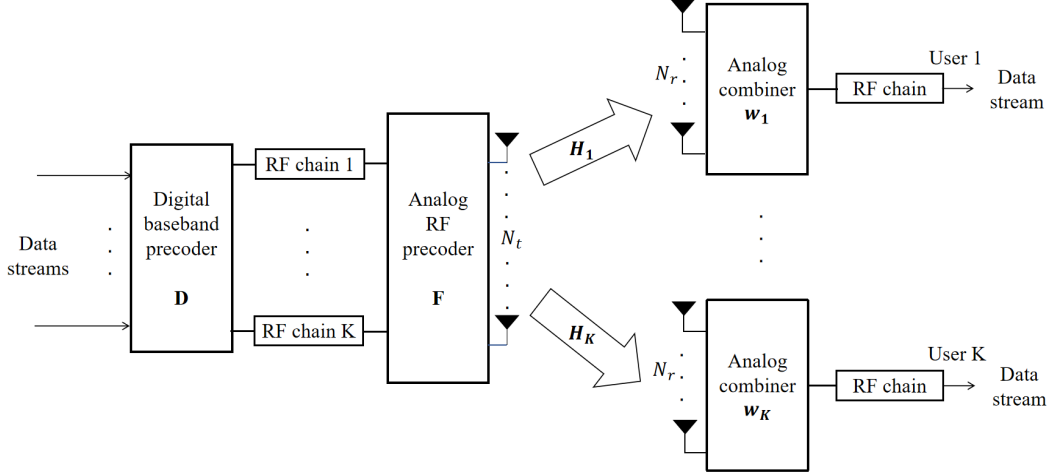 Data
streams
Digital
baseband
precoder
D
RF chain 1
RF chain K
Analog
RF
precoder
F
N_t
H_1
H_K
N_r
Analog
combiner
w_1
RF chain
User 1
Data
stream
N_r
Analog
combiner
w_K
RF chain
User K
Data
stream